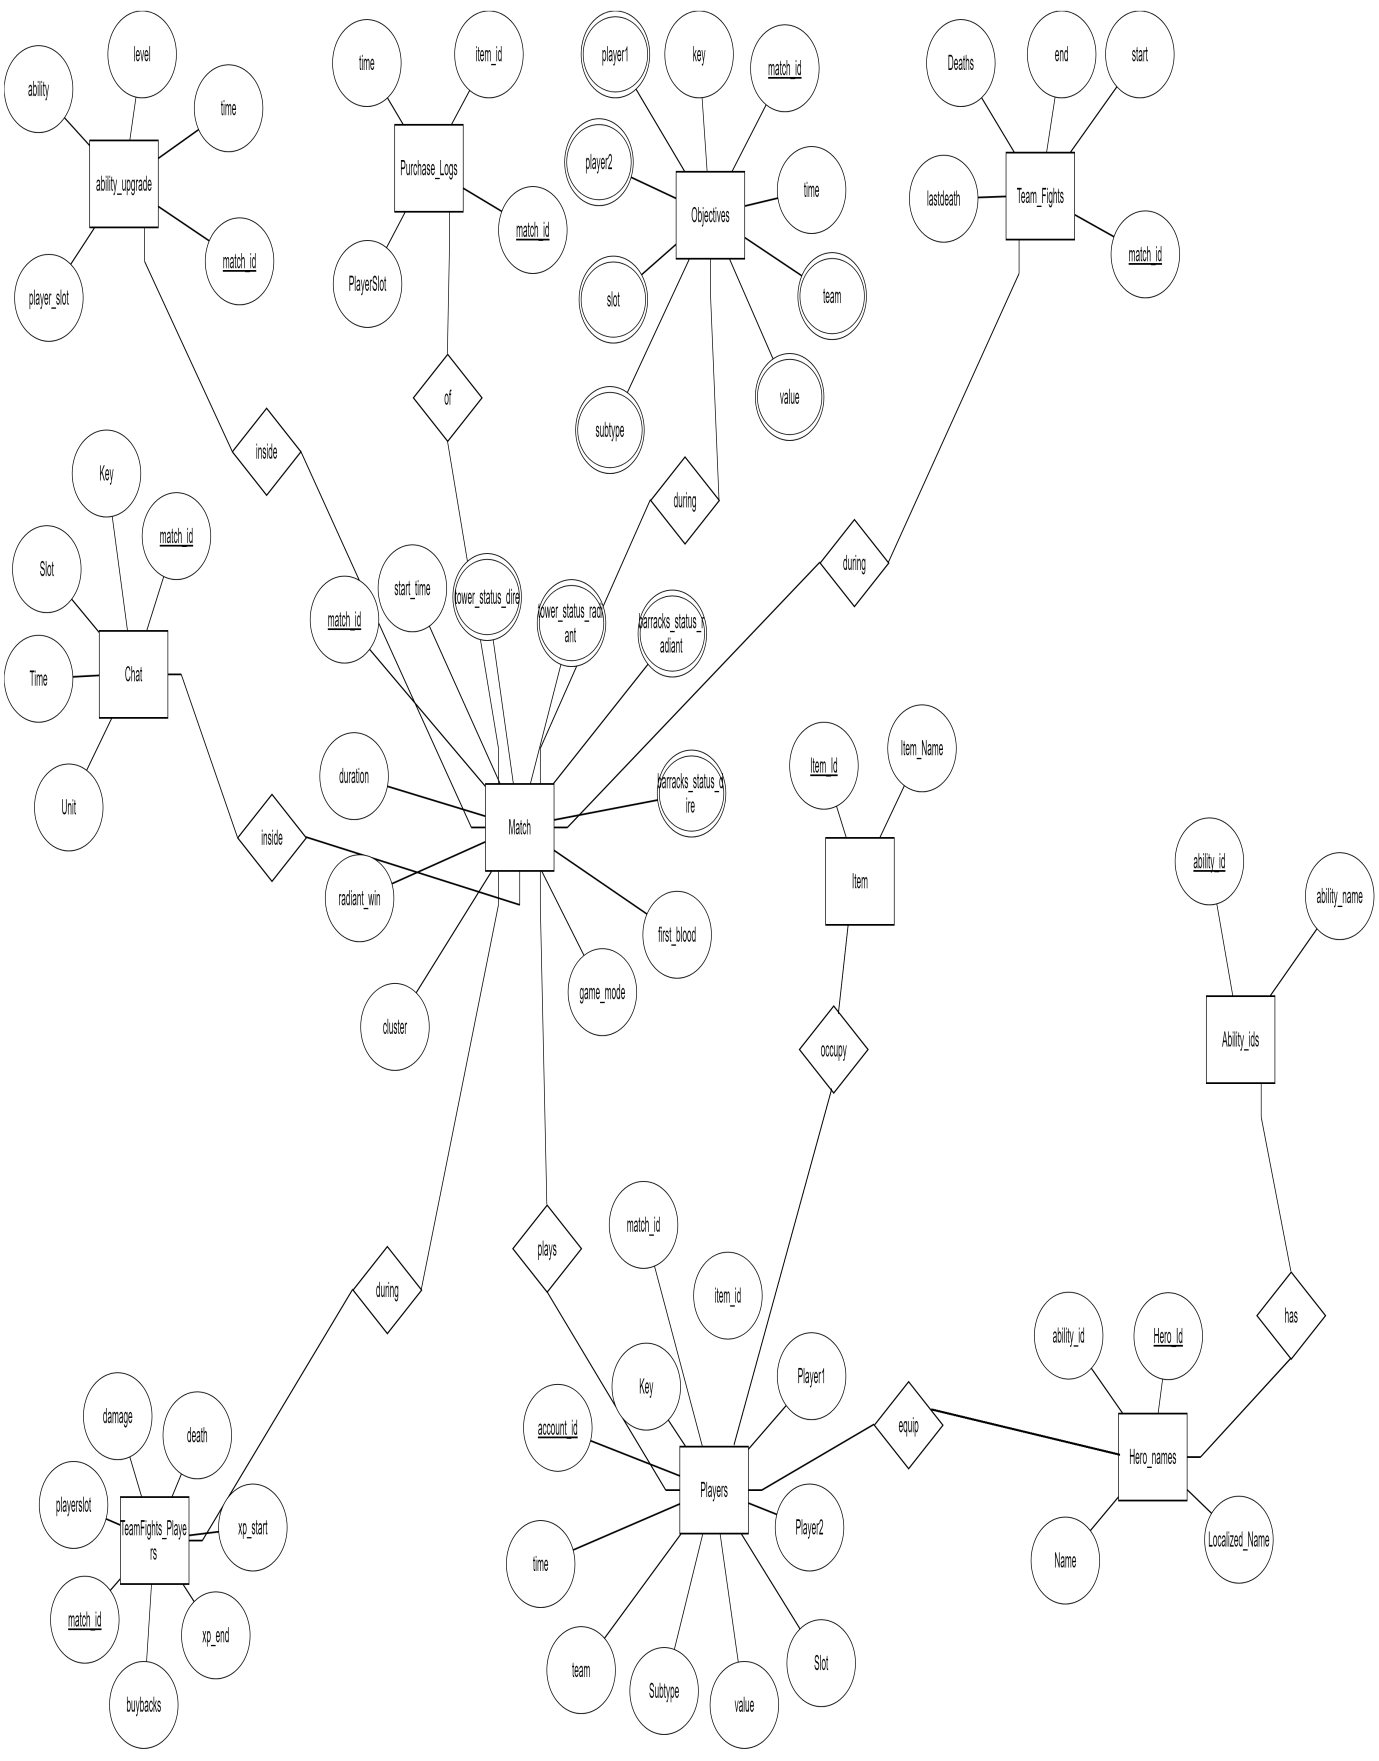 level
ability
time
ability_upgrade
match_id
player_slot
time
item_id
Purchase_Logs
match_id
PlayerSlot
of
player1
key
match_id
player2
time
Objectives
slot
team
value
subtype
during
Deaths
end
start
lastdeath
Team_Fights
match_id
during
inside
Key
match_id
Slot
Time
Chat
Unit
inside
match_id
start_time
tower_status_dire
tower_status_radi
ant
barracks_status_r
adiant
duration
barracks_status_d
ire
Match
radiant_win
first_blood
game_mode
cluster
Item_Id
Item_Name
Item
occupy
ability_id
ability_name
Ability_ids
has
during
plays
match_id
item_id
Key
Player1
account_id
Players
Player2
time
team
Subtype
value
Slot
equip
ability_id
Hero_Id
Hero_names
Name
Localized_Name
damage
death
playerslot
TeamFights_Playe
rs
xp_start
match_id
xp_end
buybacks